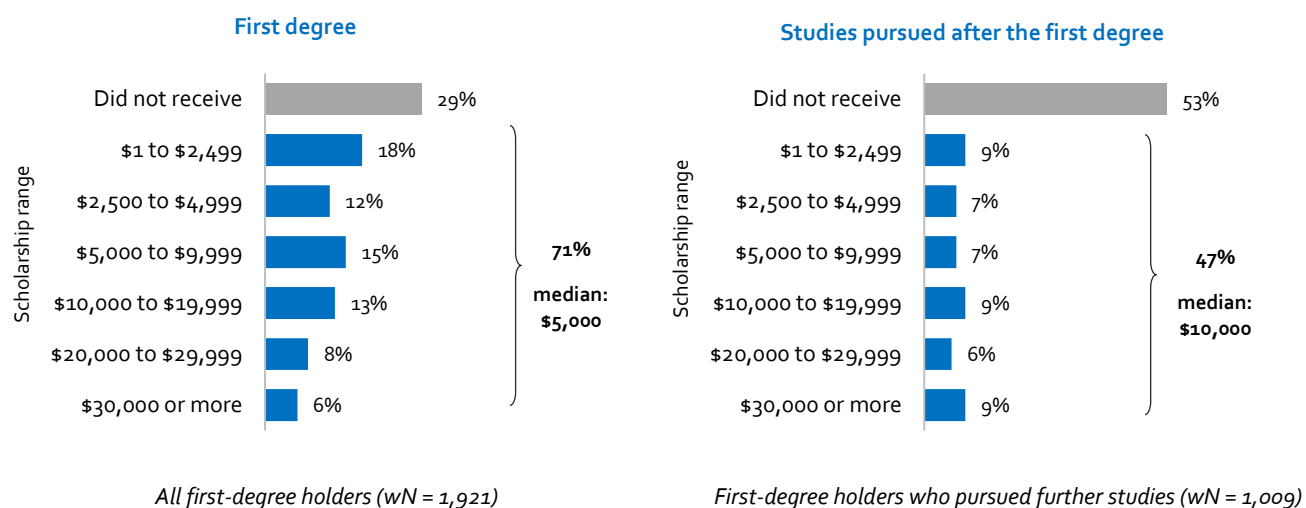 First degree
Scholarship range
Did not receive 29%
$1 to $2,499 18%
$2,500 to $4,999 12%
$5,000 to $9,999 15%
$10,000 to $19,999 13%
$20,000 to $29,999 8%
$30,000 or more 6%
71%
median:
$5,000
All first-degree holders (wN = 1,921)
Studies pursued after the first degree
Scholarship range
Did not receive 53%
$1 to $2,499 9%
$2,500 to $4,999 7%
$5,000 to $9,999 7%
$10,000 to $19,999 9%
$20,000 to $29,999 6%
$30,000 or more 9%
47%
median:
$10,000
First-degree holders who pursued further studies (wN = 1,009)